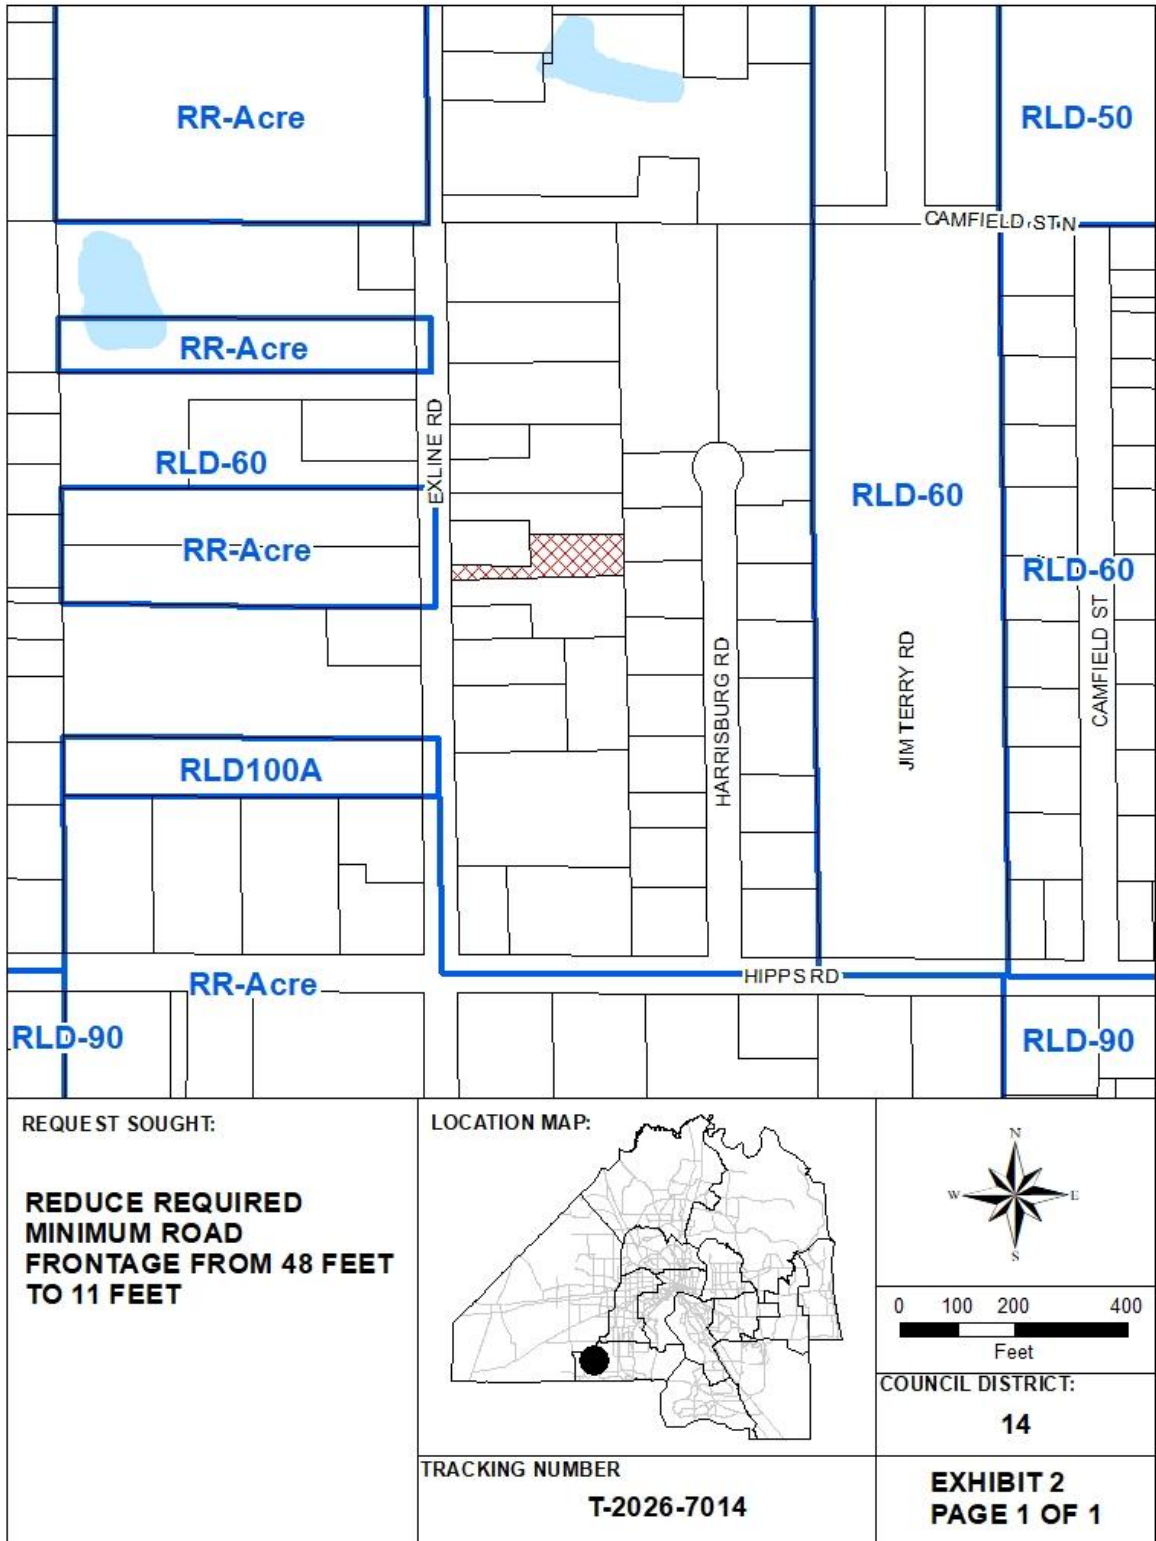 RR-Acre
RLD-50
CAMFIELD ST N
RR-Acre
EXLINE RD
RLD-60
RLD-60
RR-Acre
RLD-60
CAMFIELD ST
JIM TERRY RD
HARRISBURG RD
RLD100A
HIPPS RD
RR-Acre
RLD-90
RLD-90
REQUEST SOUGHT:
REDUCE REQUIRED
MINIMUM ROAD
FRONTAGE FROM 48 FEET
TO 11 FEET
LOCATION MAP:
N
W E
S
0 100 200 400
Feet
COUNCIL DISTRICT:
14
TRACKING NUMBER
T-2026-7014
EXHIBIT 2
PAGE 1 OF 1